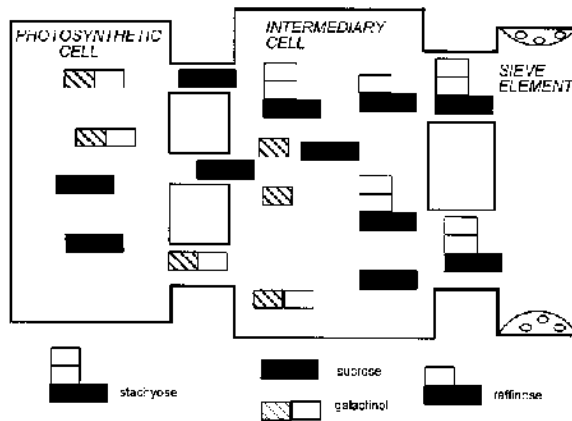 PHOTOSYNTHETIC
CELL
INTERMEDIARY
CELL
SIEVE
ELEMENT
stachyose
sucrose
galactinol
raffinose